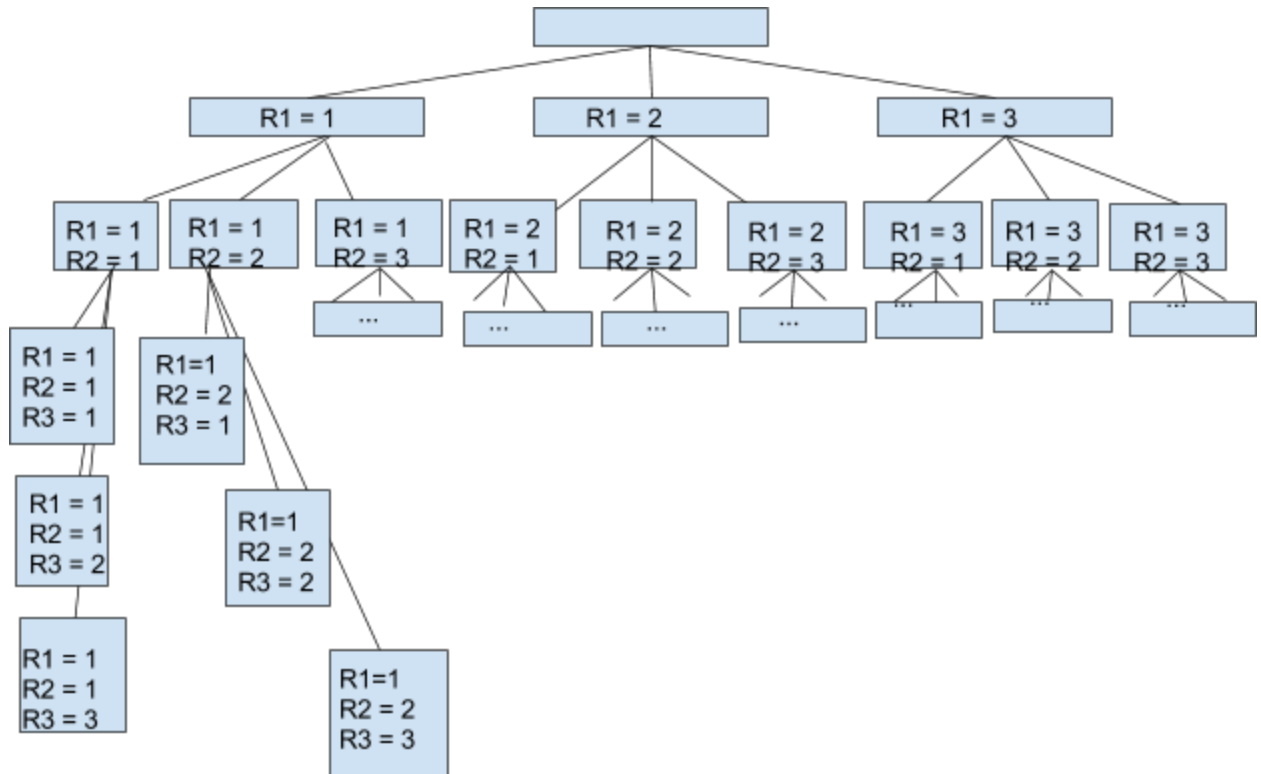 R1 = 1
R1 = 2
R1 = 3
R1 = 1
R2 = 1
R1 = 1
R2 = 2
R1 = 1
R2 = 3
R1 = 2
R2 = 1
R1 = 2
R2 = 2
R1 = 2
R2 = 3
R1 = 3
R2 = 1
R1 = 3
R2 = 2
R1 = 3
R2 = 3
...
...
...
...
...
...
...
R1 = 1
R2 = 1
R3 = 1
R1=1
R2 = 2
R3 = 1
R1 = 1
R2 = 1
R3 = 2
R1=1
R2 = 2
R3 = 2
R1 = 1
R2 = 1
R3 = 3
R1=1
R2 = 2
R3 = 3